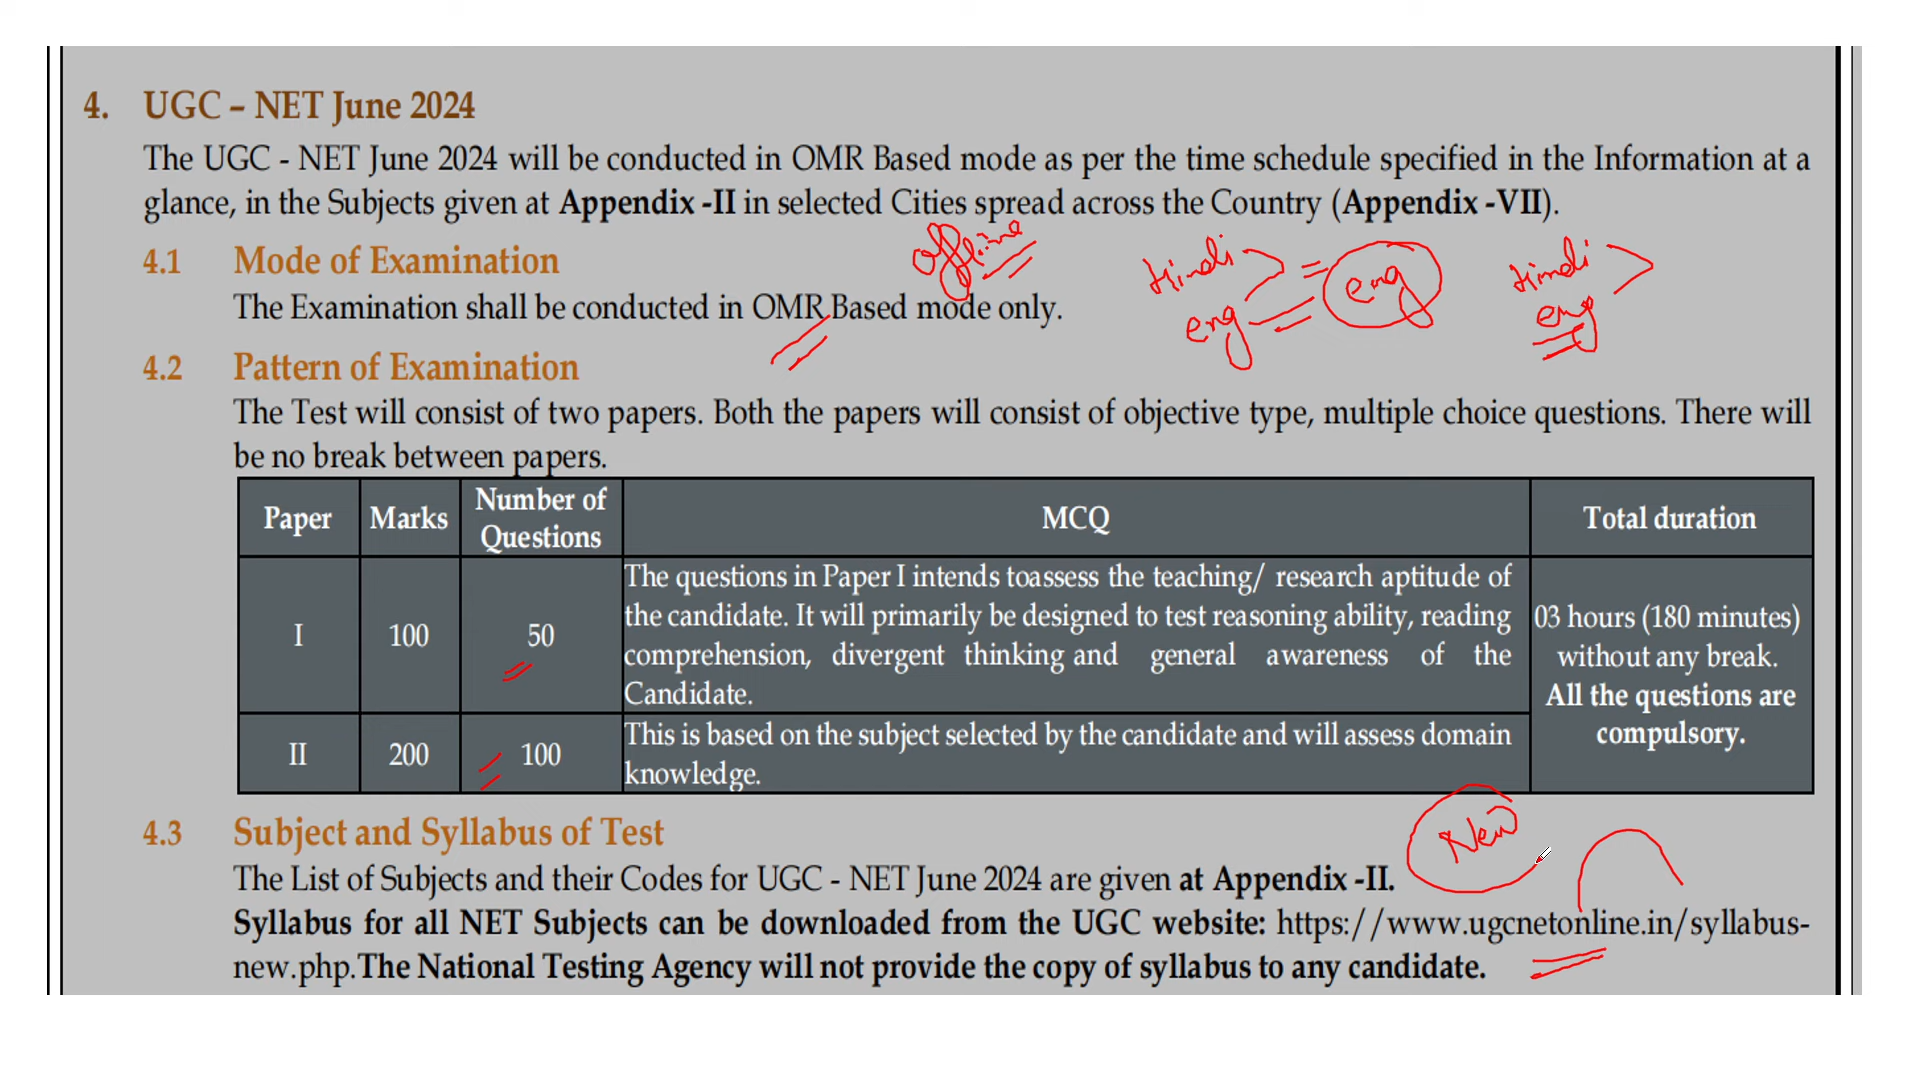 4. UGC – NET June 2024
The UGC - NET June 2024 will be conducted in OMR Based mode as per the time schedule specified in the Information at a
glance, in the Subjects given at Appendix -II in selected Cities spread across the Country (Appendix -VII).
4.1 Mode of Examination
offline
Hindi
eng
= eng
Hindi
eng
The Examination shall be conducted in OMR Based mode only.
4.2 Pattern of Examination
The Test will consist of two papers. Both the papers will consist of objective type, multiple choice questions. There will
be no break between papers.
Paper Marks Number of Questions MCQ Total duration
I 100 50
The questions in Paper I intends toassess the teaching/ research aptitude of
the candidate. It will primarily be designed to test reasoning ability, reading
comprehension, divergent thinking and general awareness of the
Candidate.
II 200 100
This is based on the subject selected by the candidate and will assess domain
knowledge.
03 hours (180 minutes)
without any break.
All the questions are
compulsory.
4.3 Subject and Syllabus of Test
New
The List of Subjects and their Codes for UGC - NET June 2024 are given at Appendix -II.
Syllabus for all NET Subjects can be downloaded from the UGC website: https://www.ugcnetonline.in/syllabus-
new.php.The National Testing Agency will not provide the copy of syllabus to any candidate.